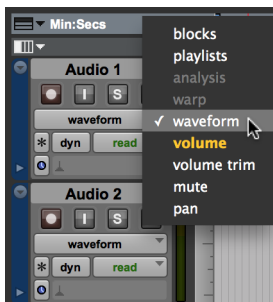 Min:Secs
blocks
playlists
analysis
warp
✓ waveform
volume
volume trim
mute
pan
Audio 1
I S
waveform
* dyn read
Audio 2
I S
waveform
* dyn read